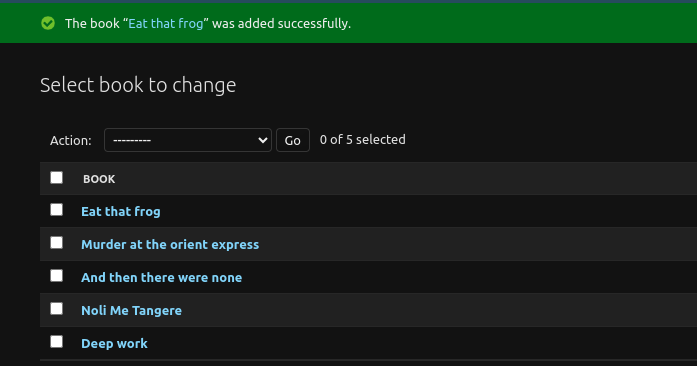 The book “Eat that frog” was added successfully.
Select book to change
Action: --------- Go 0 of 5 selected
BOOK
Eat that frog
Murder at the orient express
And then there were none
Noli Me Tangere
Deep work